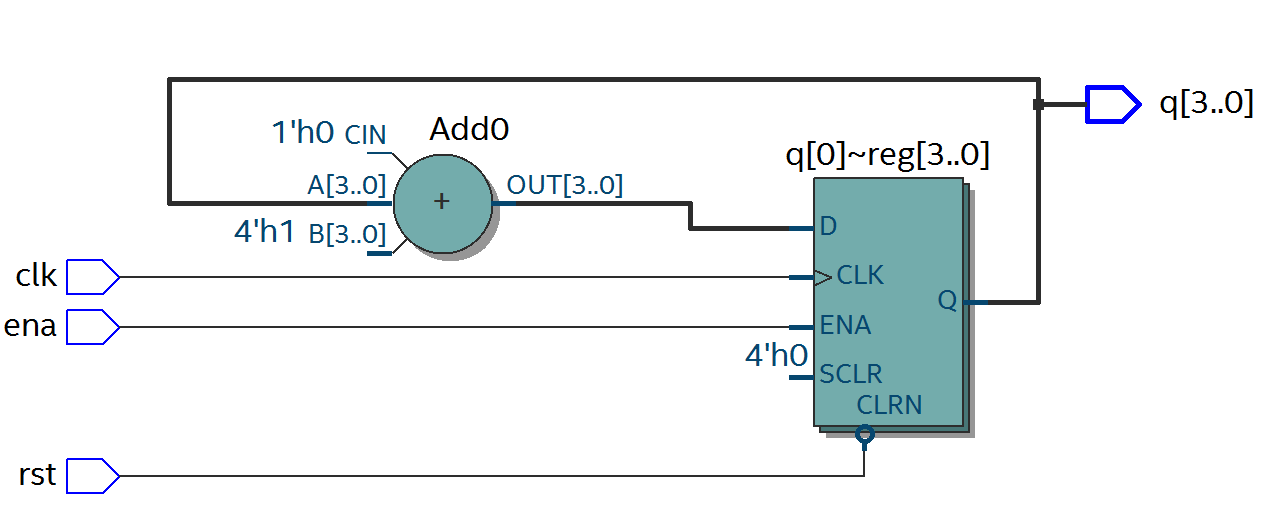 q[3..0]
1'h0 CIN
Add0
A[3..0]
+
OUT[3..0]
4'h1 B[3..0]
q[0]~reg[3..0]
D
clk
CLK
Q
ena
ENA
4'h0
SCLR
CLRN
rst